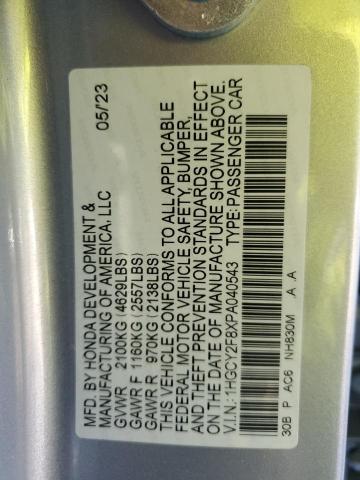 MFD. BY HONDA DEVELOPMENT & 05/'23
MANUFACTURING OF AMERICA, LLC
GVWR 2100KG (4629LBS)
GAWR F 1160KG (2557LBS)
GAWR R 970KG (2138LBS)
THIS VEHICLE CONFORMS TO ALL APPLICABLE
FEDERAL MOTOR VEHICLE SAFETY, BUMPER,
AND THEFT PREVENTION STANDARDS IN EFFECT
ON THE DATE OF MANUFACTURE SHOWN ABOVE.
V.I.N.: 1HGCY2F8XPA040543 TYPE:PASSENGER CAR
30B P AC6 NH830M A .A